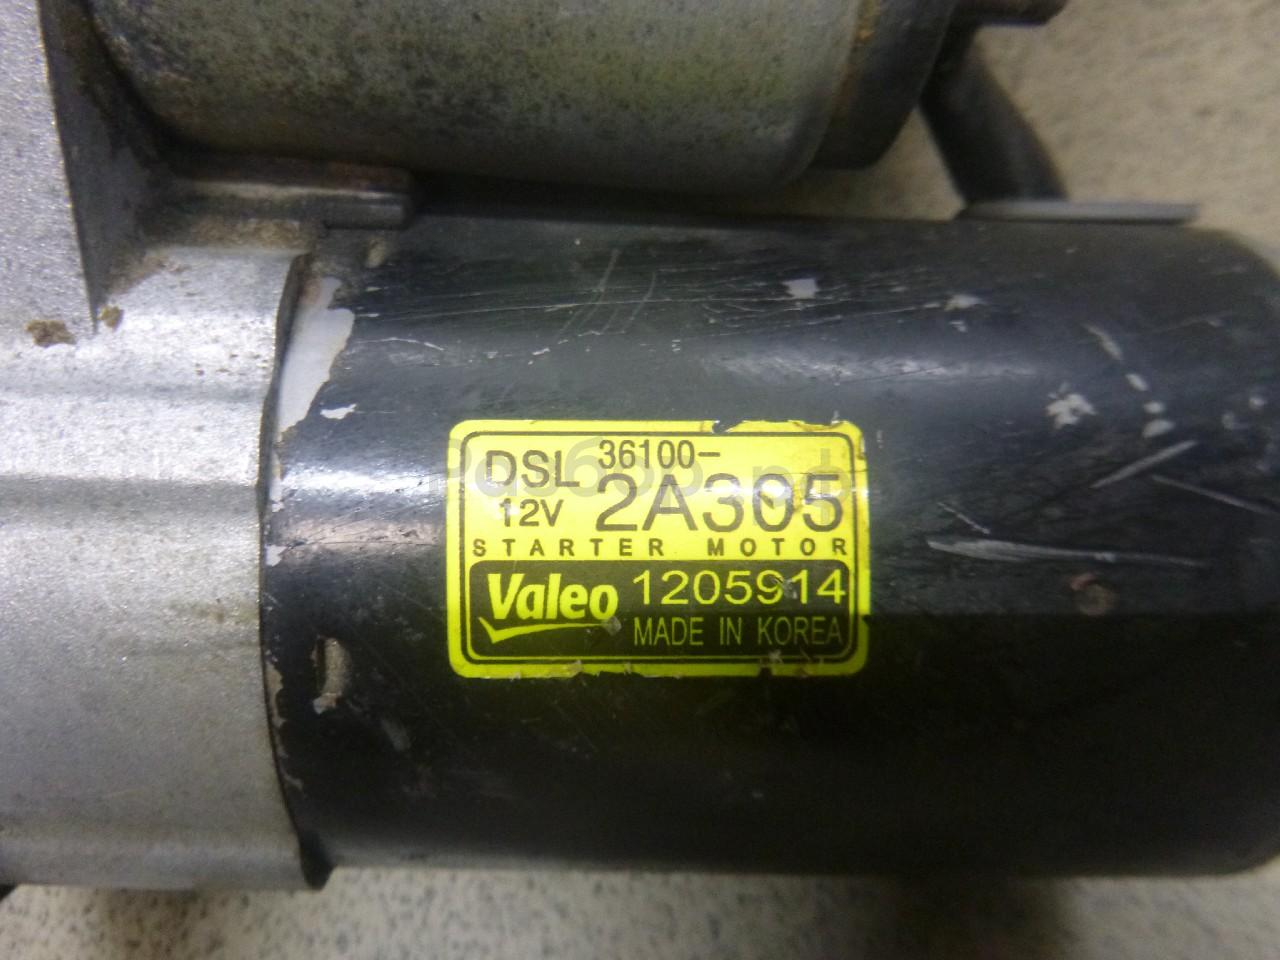 DSL 36100-
12V 2A305
STARTER MOTOR
Valeo 1205914
MADE IN KOREA